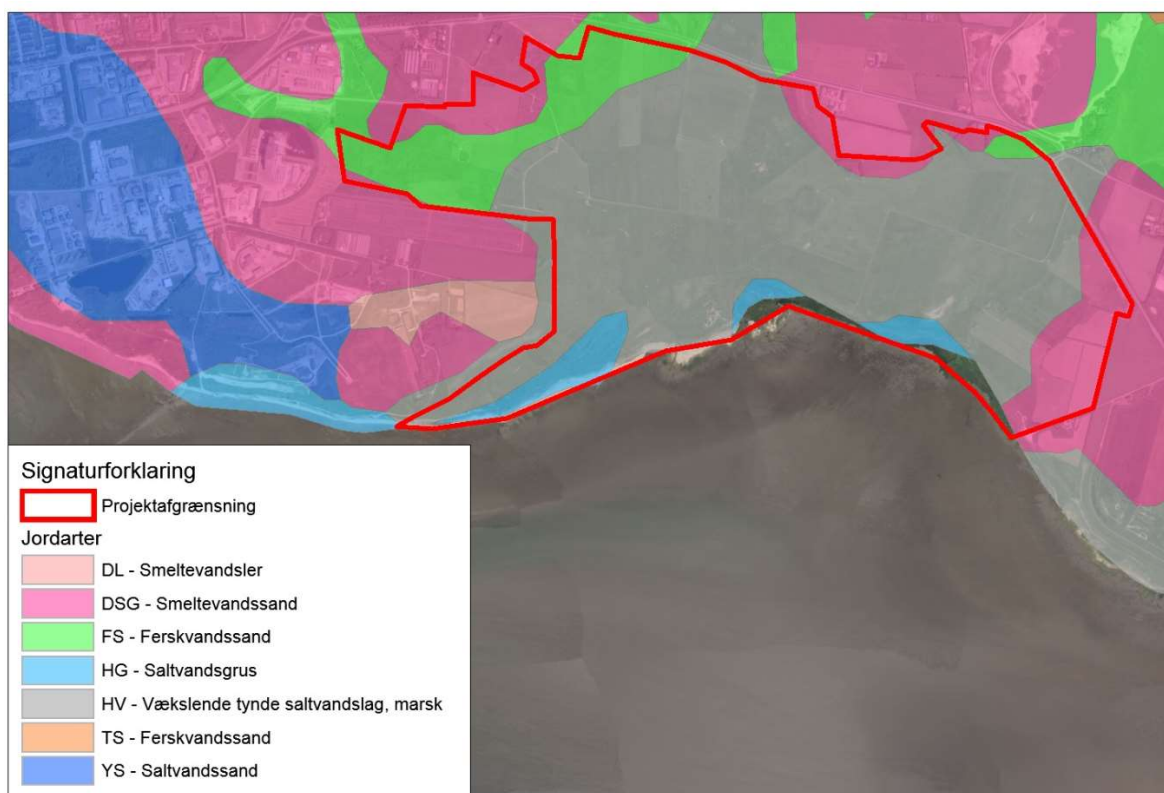 Signaturforklaring
Projektafgrænsning
Jordarter
DL - Smeltevandsler
DSG - Smeltevandssand
FS - Ferskvandssand
HG - Saltvandsgrus
HV - Vækslende tynde saltvandslag, marsk
TS - Ferskvandssand
YS - Saltvandssand